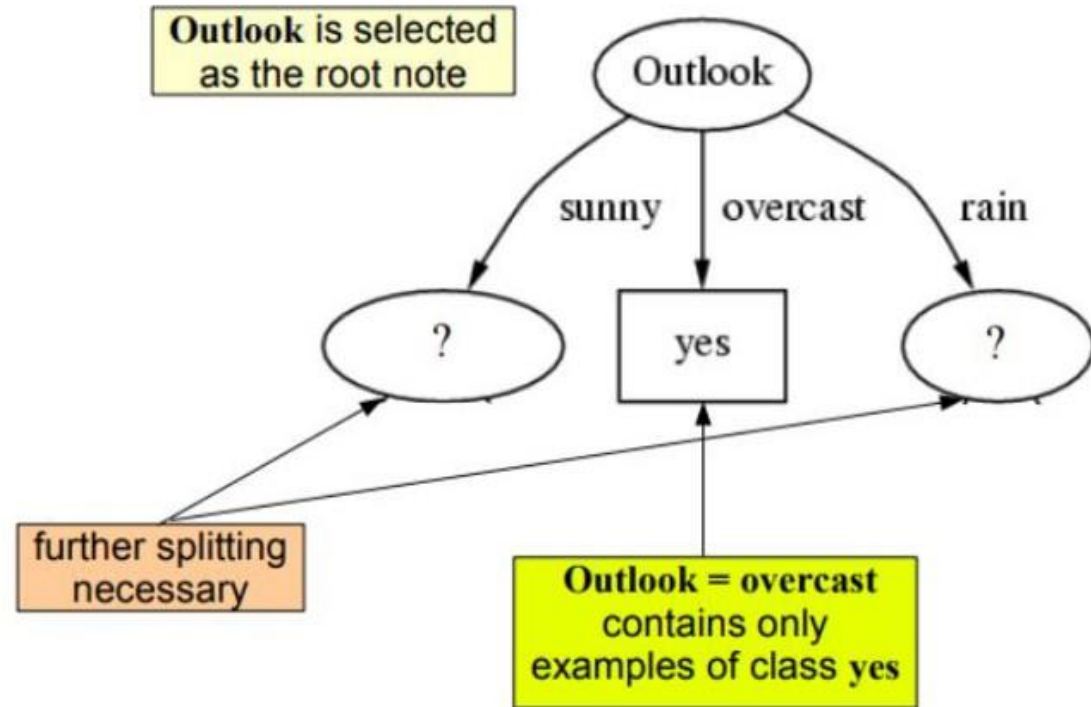 Outlook is selected
as the root note
Outlook
sunny
overcast
rain
?
yes
?
further splitting
necessary
Outlook = overcast
contains only
examples of class yes